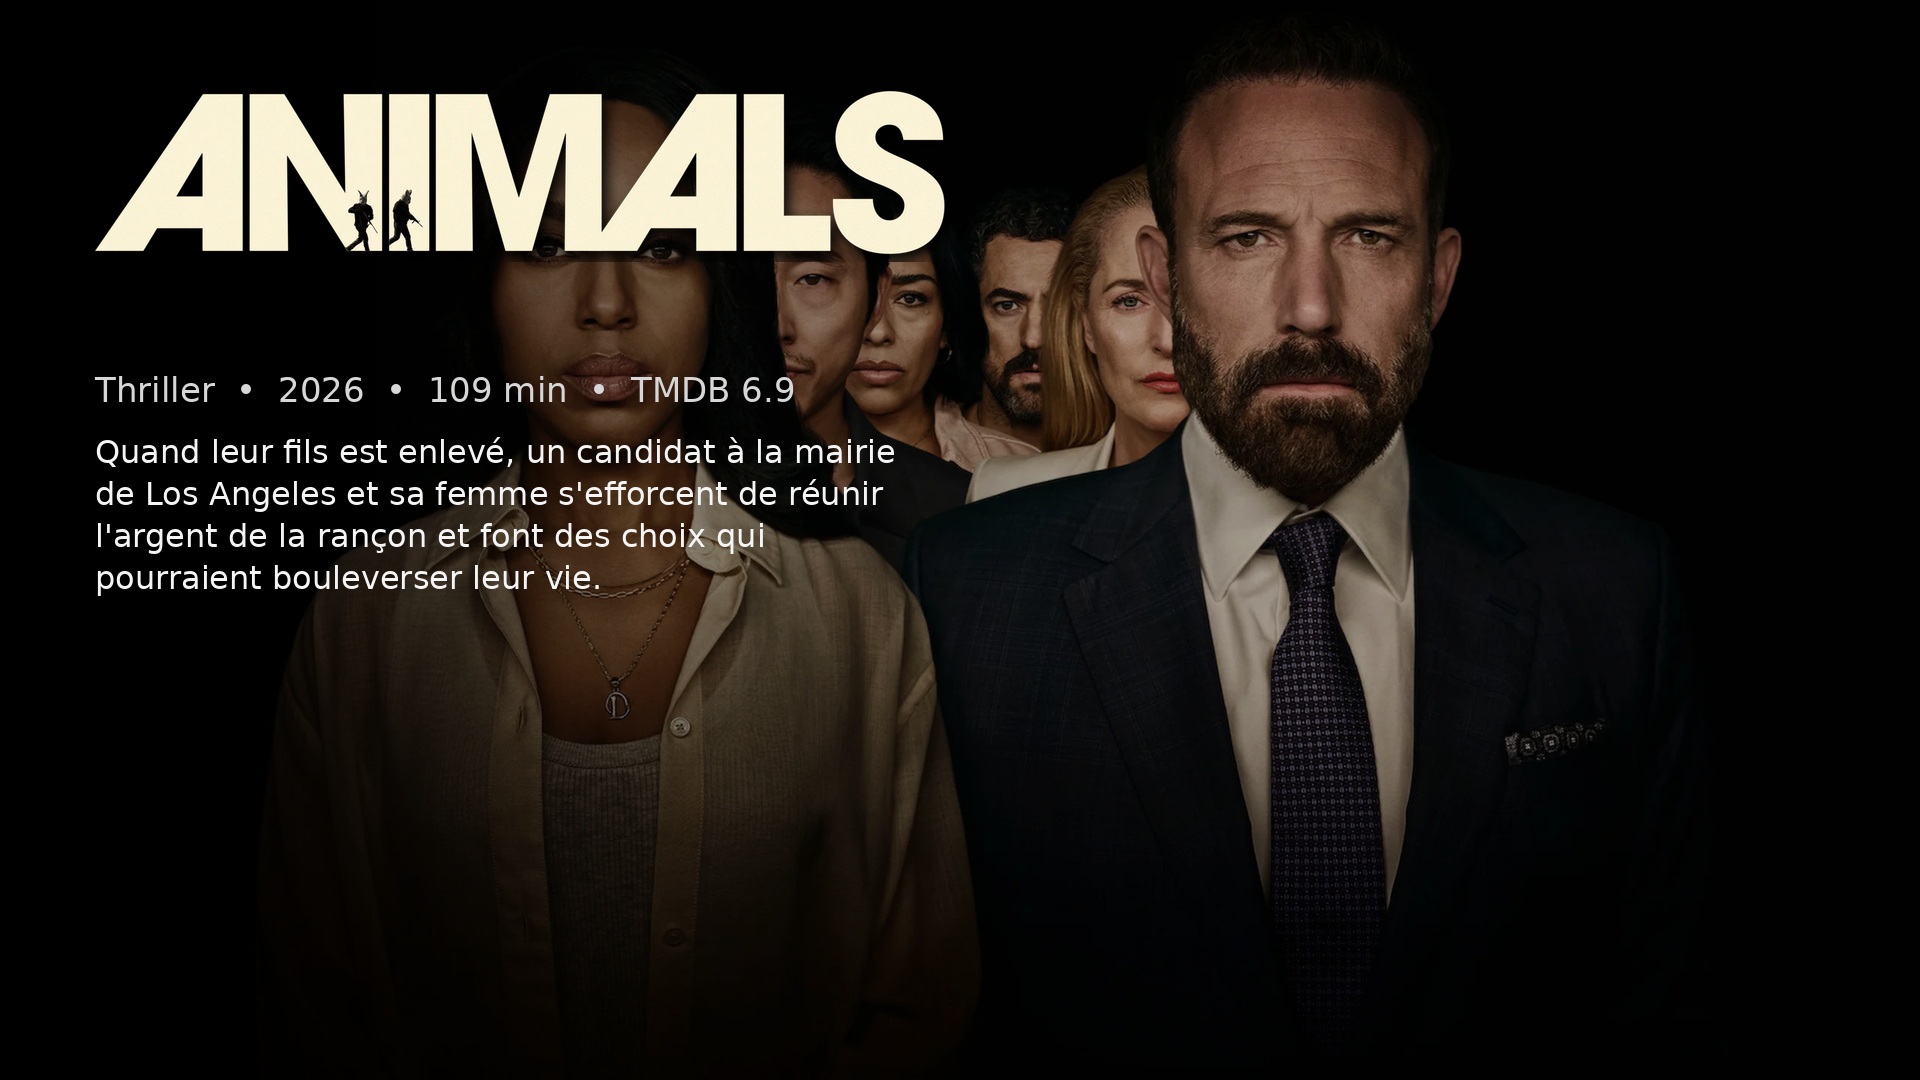 ANIMALS
Thriller • 2026 • 109 min • TMDB 6.9
Quand leur fils est enlevé, un candidat à la mairie
de Los Angeles et sa femme s'efforcent de réunir
l'argent de la rançon et font des choix qui
pourraient bouleverser leur vie.
D